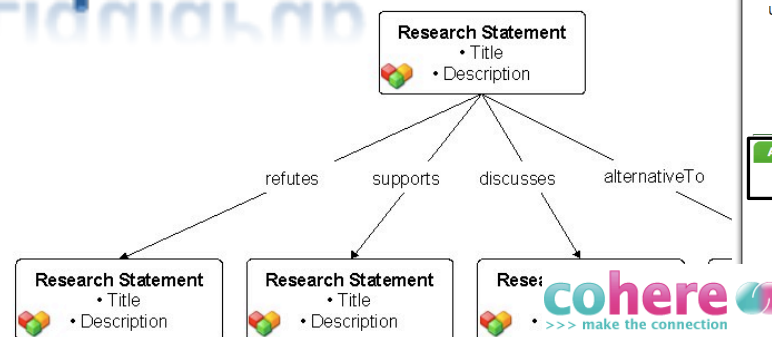 Research Statement
• Title
• Description
refutes
supports
discusses
alternativeTo
Research Statement
• Title
• Description
Research Statement
• Title
• Description
cohere
>>> make the connection